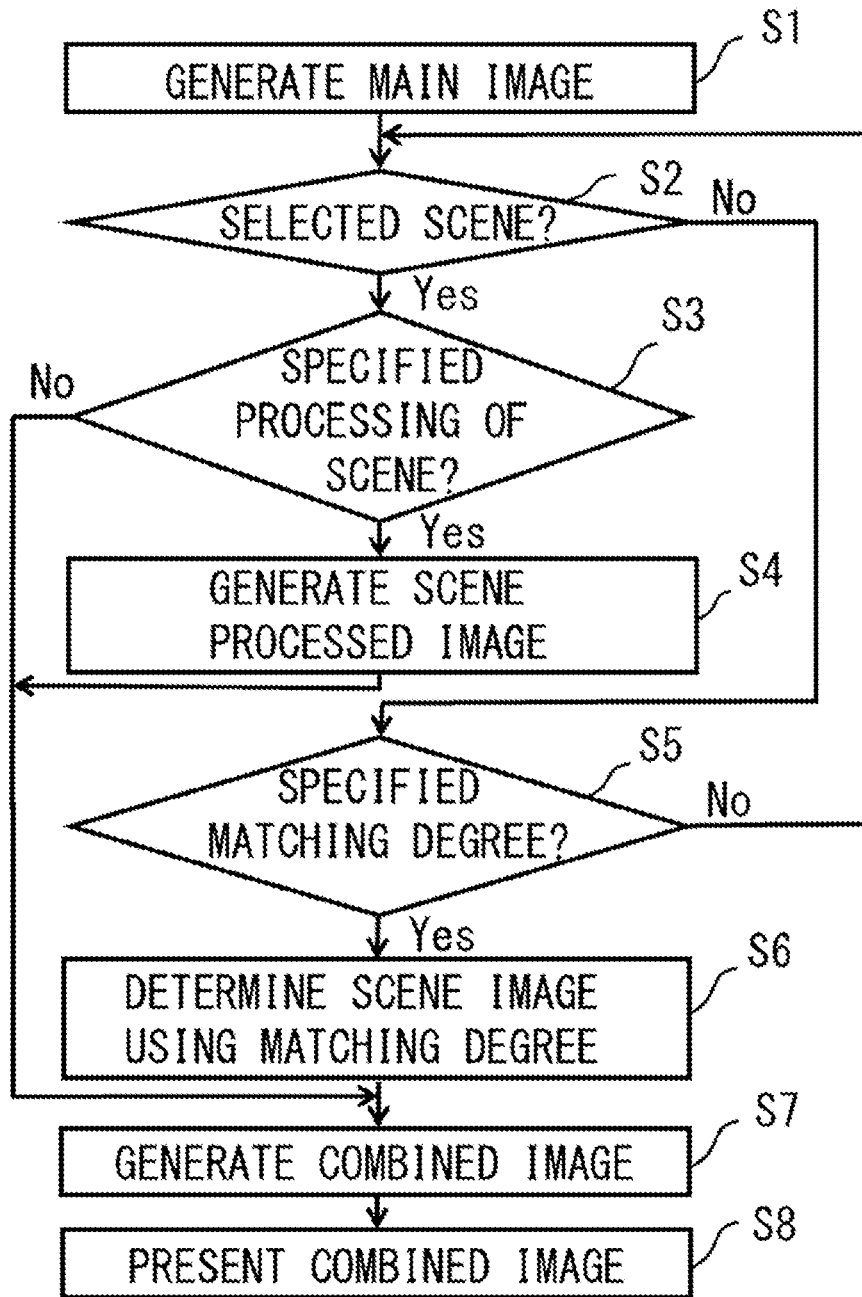 S1
GENERATE MAIN IMAGE
S2
SELECTED SCENE?
No
Yes
S3
No
SPECIFIED
PROCESSING OF
SCENE?
Yes
S4
GENERATE SCENE
PROCESSED IMAGE
S5
SPECIFIED
MATCHING DEGREE?
No
Yes
S6
DETERMINE SCENE IMAGE
USING MATCHING DEGREE
S7
GENERATE COMBINED IMAGE
S8
PRESENT COMBINED IMAGE